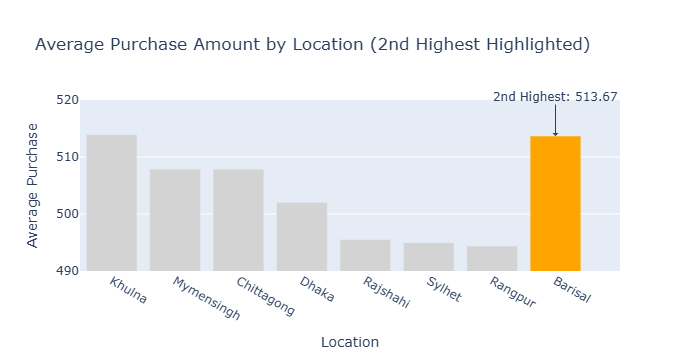 Average Purchase Amount by Location (2nd Highest Highlighted)
2nd Highest: 513.67
520
510
500
490
Average Purchase
Khulna
Mymensingh
Chittagong
Dhaka
Rajshahi
Sylhet
Rangpur
Barisal
Location